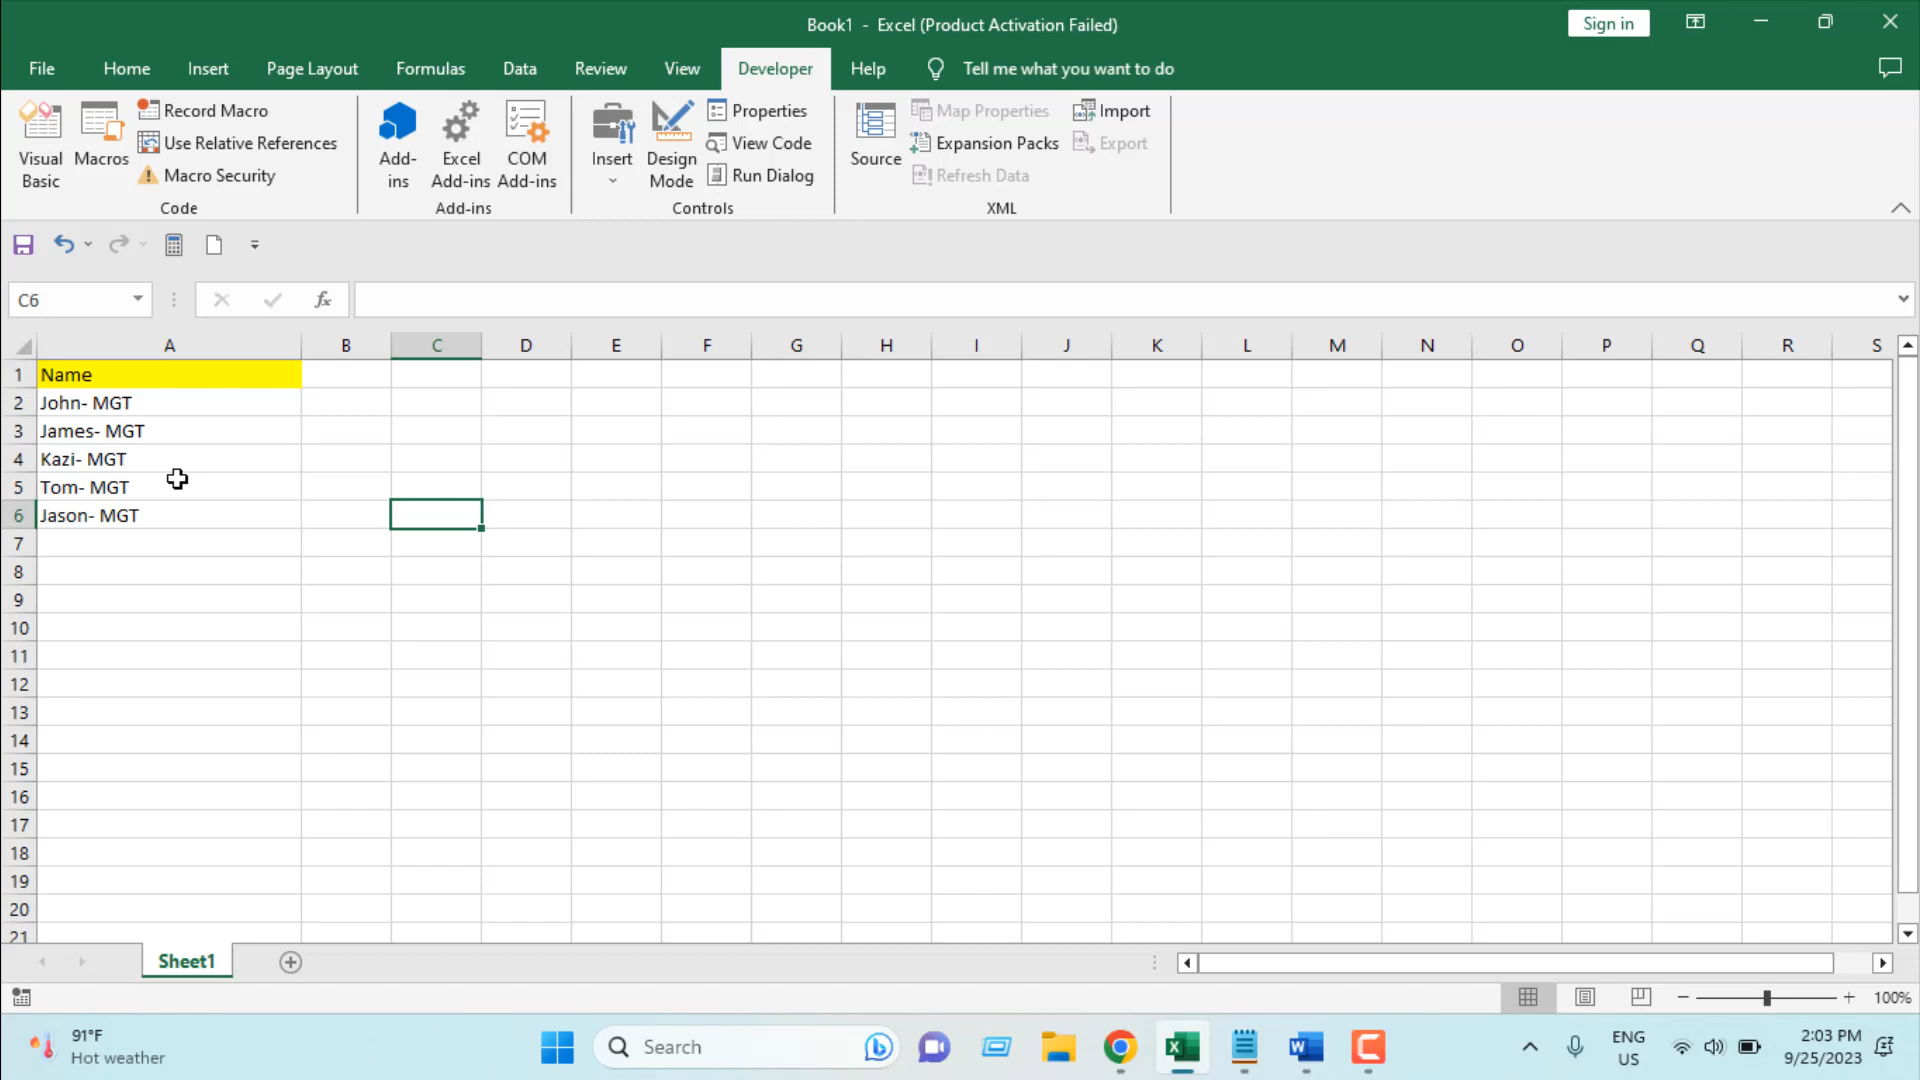 Book1 - Excel (Product Activation Failed)
Sign in
File Home Insert Page Layout Formulas Data Review View Developer Help Tell me what you want to do
Visual Basic
Macros
Record Macro
Use Relative References
Macro Security
Code
Add-ins
Excel Add-ins
COM Add-ins
Add-ins
Insert
Design Mode
Properties
View Code
Run Dialog
Controls
Source
Map Properties
Expansion Packs
Refresh Data
Import
Export
XML
C6
fx
A B C D E F G H I J K L M N O P Q R S
1 Name
2 John- MGT
3 James- MGT
4 Kazi- MGT
5 Tom- MGT
6 Jason- MGT
7
8
9
10
11
12
13
14
15
16
17
18
19
20
21
Sheet1
100%
91°F
Hot weather
Search
ENG
US
2:03 PM
9/25/2023